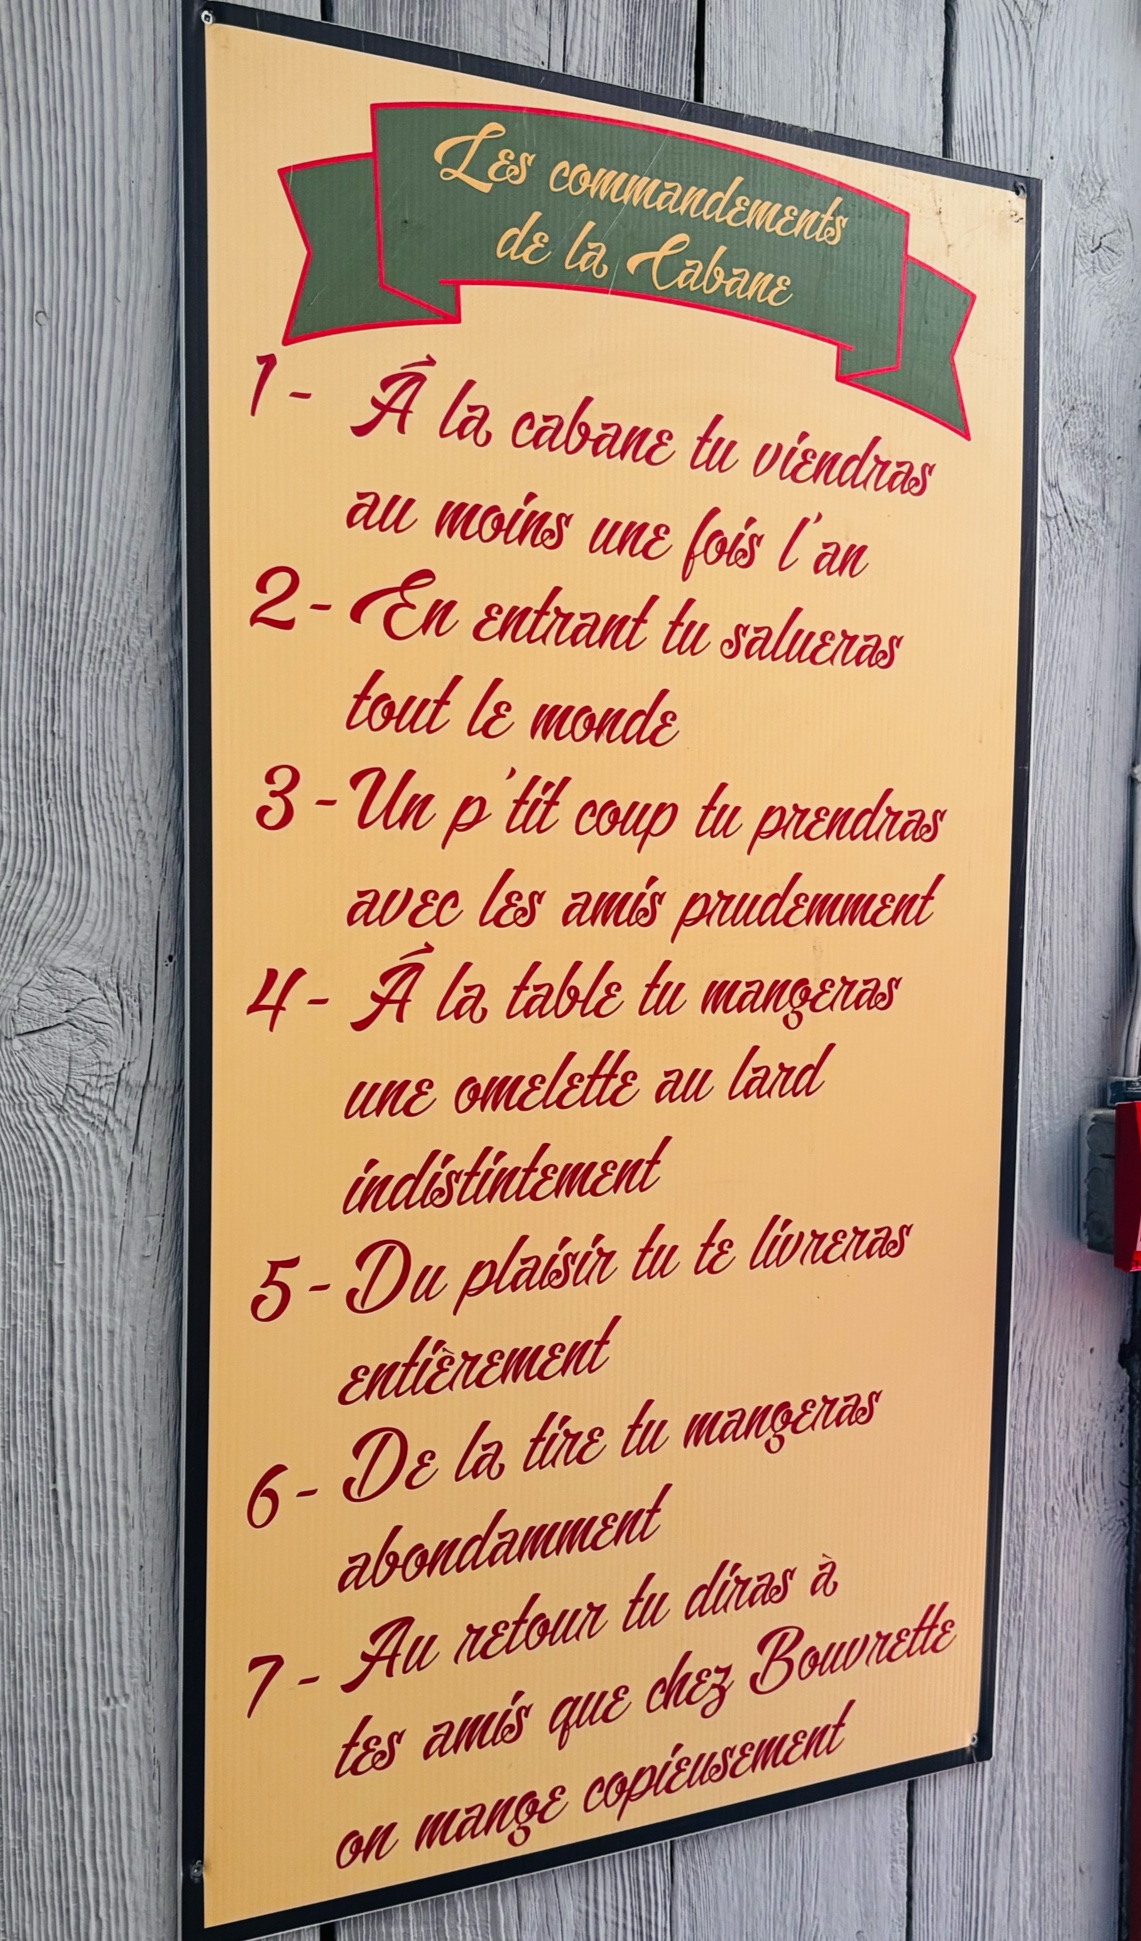 Les commandements
de la Cabane
1- À la cabane tu viendras
au moins une fois l'an
2- En entrant tu salueras
tout le monde
3- Un p'tit coup tu prendras
avec les amis prudemment
4- À la table tu mangeras
une omelette au lard
indistintement
5- Du plaisir tu te livreras
entièrement
6- De la tire tu mangeras
abondamment
7- Au retour tu diras à
tes amis que chez Bouvrette
on mange copieusement